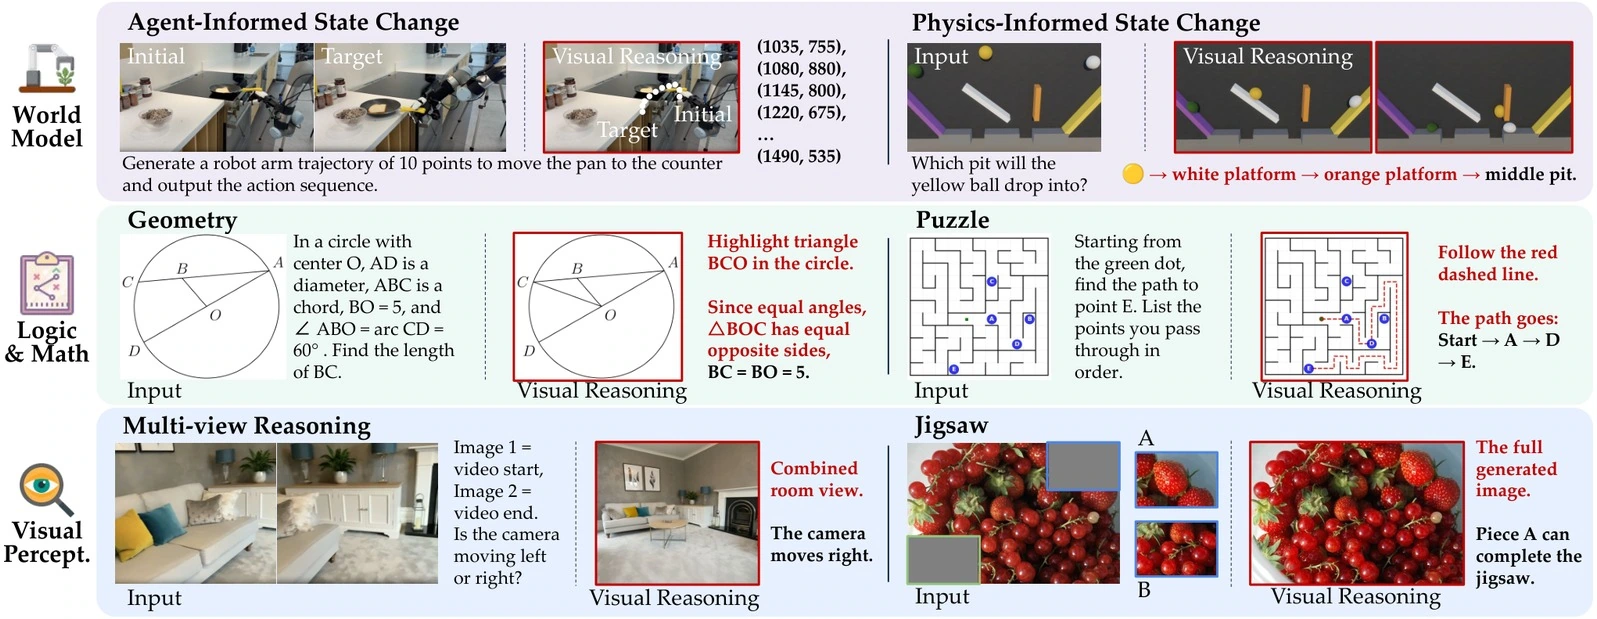 World
Model
Agent-Informed State Change
Initial
Target
Visual Reasoning
Target
Initial
(1035, 755),
(1080, 880),
(1145, 800),
(1220, 675),
...
(1490, 535)
Generate a robot arm trajectory of 10 points to move the pan to the counter
and output the action sequence.
Physics-Informed State Change
Input
Visual Reasoning
Which pit will the
yellow ball drop into?
→ white platform → orange platform → middle pit.
Logic
& Math
Geometry
A
B
C
O
D
Input
In a circle with
center O, AD is a
diameter, ABC is a
chord, BO = 5, and
∠ ABO = arc CD =
60° . Find the length
of BC.
A
B
C
O
D
Visual Reasoning
Highlight triangle
BCO in the circle.
Since equal angles,
△BOC has equal
opposite sides,
BC = BO = 5.
Puzzle
C
A
B
D
E
Input
Starting from
the green dot,
find the path to
point E. List the
points you pass
through in
order.
C
A
B
D
E
Visual Reasoning
Follow the red
dashed line.
The path goes:
Start → A → D
→ E.
Visual
Percept.
Multi-view Reasoning
Input
Image 1 =
video start,
Image 2 =
video end.
Is the camera
moving left
or right?
Visual Reasoning
Combined
room view.
The camera
moves right.
Jigsaw
Input
A
B
Visual Reasoning
The full
generated
image.
Piece A can
complete the
jigsaw.